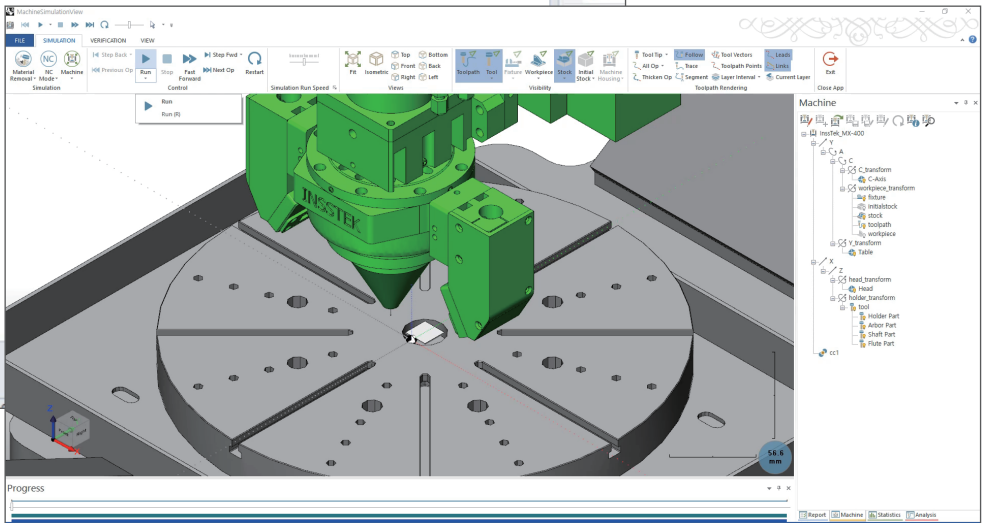 MachineSimulationView
FILE SIMULATION VERIFICATION VIEW
Material Removal NC Mode Machine
Simulation
Step Back
Previous Op
Run Stop Fast Forward
Step Fwd
Next Op
Restart
Control
Simulation Run Speed
Fit Isometric
Top Bottom
Front Back
Right Left
Views
Toolpath Tool Fixture Workpiece Stock Initial Stock Machine Housing
Visibility
Tool Tip Follow Tool Vectors Leads
All Op Trace Toolpath Points Links
Thicken Op Segment Layer Interval Current Layer
Toolpath Rendering
Exit
Close App
Run
Run (R)
INSSTEK
Z
56.6
mm
Machine
InssTek_MX-400
Y
A
C
C_transform
C-Axis
workpiece_transform
fixture
initialstock
stock
toolpath
workpiece
Y_transform
Table
X
Z
head_transform
Head
holder_transform
tool
Holder Part
Arbor Part
Shaft Part
Flute Part
cc1
Progress
Report Machine Statistics Analysis